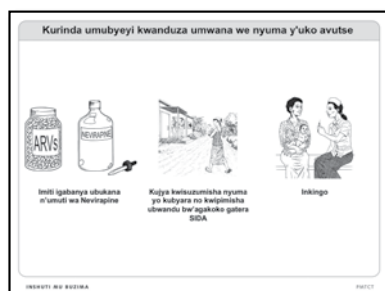 Kurinda umubyeyi kwanduza umwana we nyuma y'uko avutse
ARVs
NEVIRAPINE
Imiti igabanya ubukana
n'umuti wa Nevirapine
Kujya kwisuzumisha nyuma
yo kubyara no kwipimisha
ubwandu bw'agakoko gatera
SIDA
Inkingo
INSHUTI MU BUZIMA
PMTCT